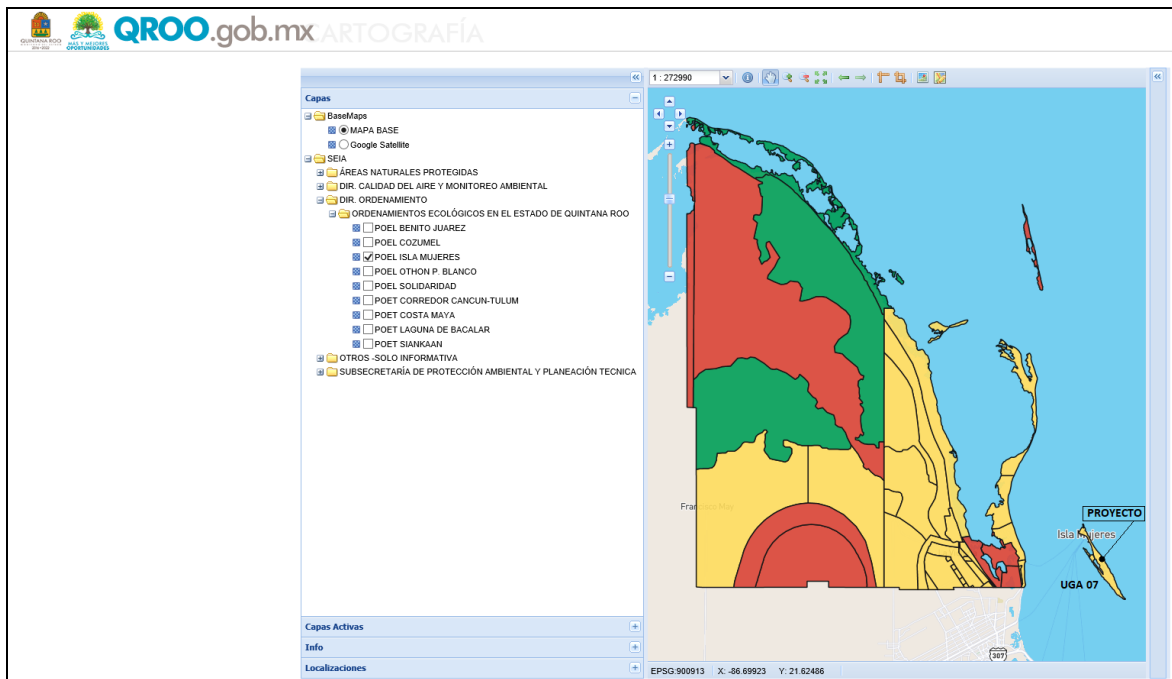 QUINTANA ROO
MÁS Y MEJORES
OPORTUNIDADES
QROO.gob.mx CARTOGRAFÍA
1 : 272990
Capas
BaseMaps
MAPA BASE
Google Satellite
SEIA
ÁREAS NATURALES PROTEGIDAS
DIR. CALIDAD DEL AIRE Y MONITOREO AMBIENTAL
DIR. ORDENAMIENTO
ORDENAMIENTOS ECOLÓGICOS EN EL ESTADO DE QUINTANA ROO
POEL BENITO JUAREZ
POEL COZUMEL
POEL ISLA MUJERES
POEL OTHON P. BLANCO
POEL SOLIDARIDAD
POET CORREDOR CANCUN-TULUM
POET COSTA MAYA
POET LAGUNA DE BACALAR
POET SIANKAAN
OTROS -SOLO INFORMATIVA
SUBSECRETARÍA DE PROTECCIÓN AMBIENTAL Y PLANEACIÓN TECNICA
Capas Activas
Info
Localizaciones
PROYECTO
Isla Mujeres
UGA 07
307
EPSG:900913 X: -86.69923 Y: 21.62486